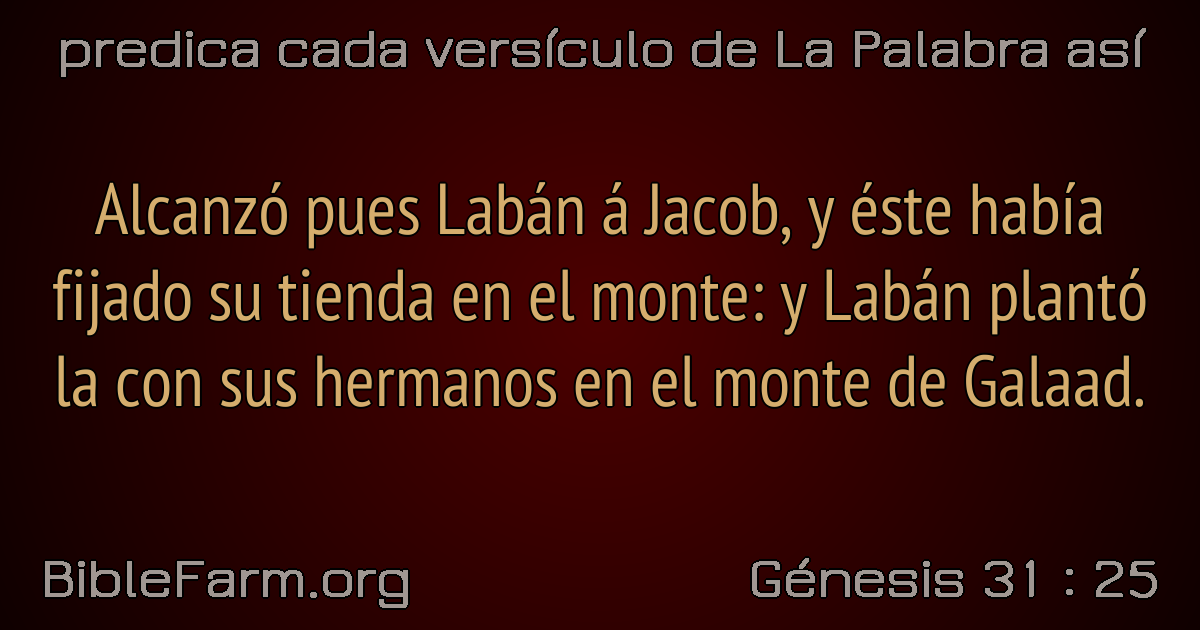 predica cada versículo de La Palabra así
Alcanzó pues Labán á Jacob, y éste había
fijado su tienda en el monte: y Labán plantó
la con sus hermanos en el monte de Galaad.
BibleFarm.org
Génesis 31 : 25